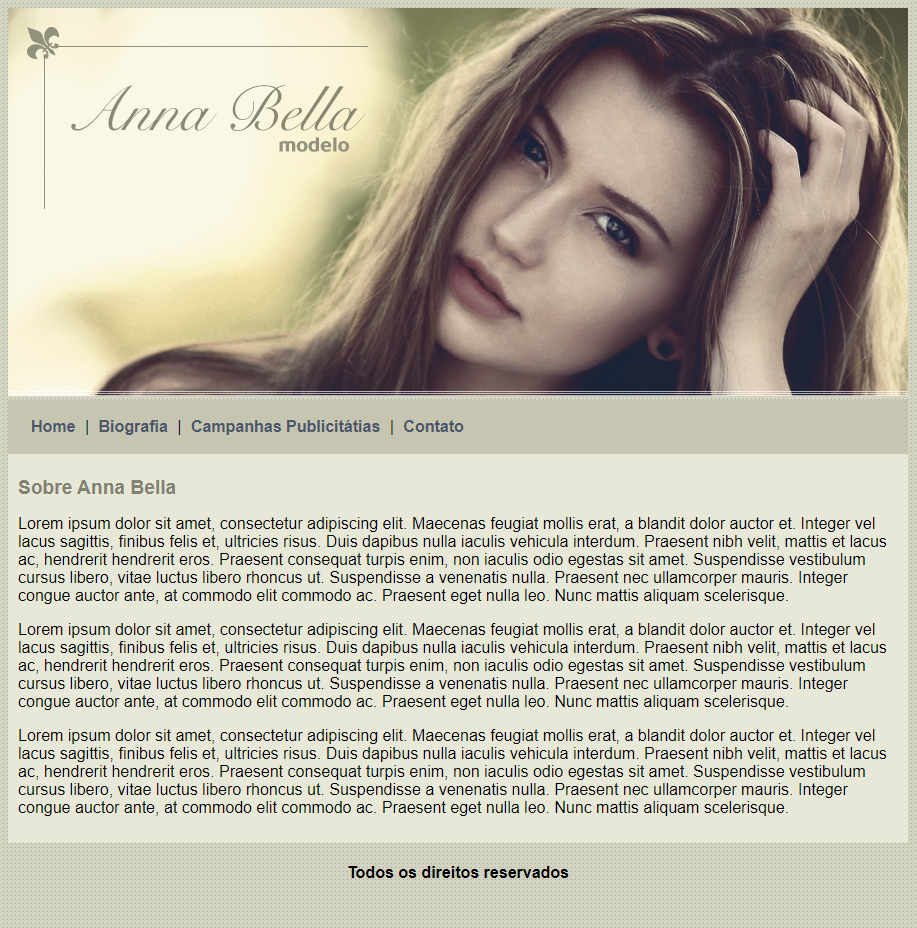 Anna Bella
modelo
Home | Biografia | Campanhas Publicitátias | Contato
Sobre Anna Bella
Lorem ipsum dolor sit amet, consectetur adipiscing elit. Maecenas feugiat mollis erat, a blandit dolor auctor et. Integer vel
lacus sagittis, finibus felis et, ultricies risus. Duis dapibus nulla iaculis vehicula interdum. Praesent nibh velit, mattis et lacus
ac, hendrerit hendrerit eros. Praesent consequat turpis enim, non iaculis odio egestas sit amet. Suspendisse vestibulum
cursus libero, vitae luctus libero rhoncus ut. Suspendisse a venenatis nulla. Praesent nec ullamcorper mauris. Integer
congue auctor ante, at commodo elit commodo ac. Praesent eget nulla leo. Nunc mattis aliquam scelerisque.
Lorem ipsum dolor sit amet, consectetur adipiscing elit. Maecenas feugiat mollis erat, a blandit dolor auctor et. Integer vel
lacus sagittis, finibus felis et, ultricies risus. Duis dapibus nulla iaculis vehicula interdum. Praesent nibh velit, mattis et lacus
ac, hendrerit hendrerit eros. Praesent consequat turpis enim, non iaculis odio egestas sit amet. Suspendisse vestibulum
cursus libero, vitae luctus libero rhoncus ut. Suspendisse a venenatis nulla. Praesent nec ullamcorper mauris. Integer
congue auctor ante, at commodo elit commodo ac. Praesent eget nulla leo. Nunc mattis aliquam scelerisque.
Lorem ipsum dolor sit amet, consectetur adipiscing elit. Maecenas feugiat mollis erat, a blandit dolor auctor et. Integer vel
lacus sagittis, finibus felis et, ultricies risus. Duis dapibus nulla iaculis vehicula interdum. Praesent nibh velit, mattis et lacus
ac, hendrerit hendrerit eros. Praesent consequat turpis enim, non iaculis odio egestas sit amet. Suspendisse vestibulum
cursus libero, vitae luctus libero rhoncus ut. Suspendisse a venenatis nulla. Praesent nec ullamcorper mauris. Integer
congue auctor ante, at commodo elit commodo ac. Praesent eget nulla leo. Nunc mattis aliquam scelerisque.
Todos os direitos reservados